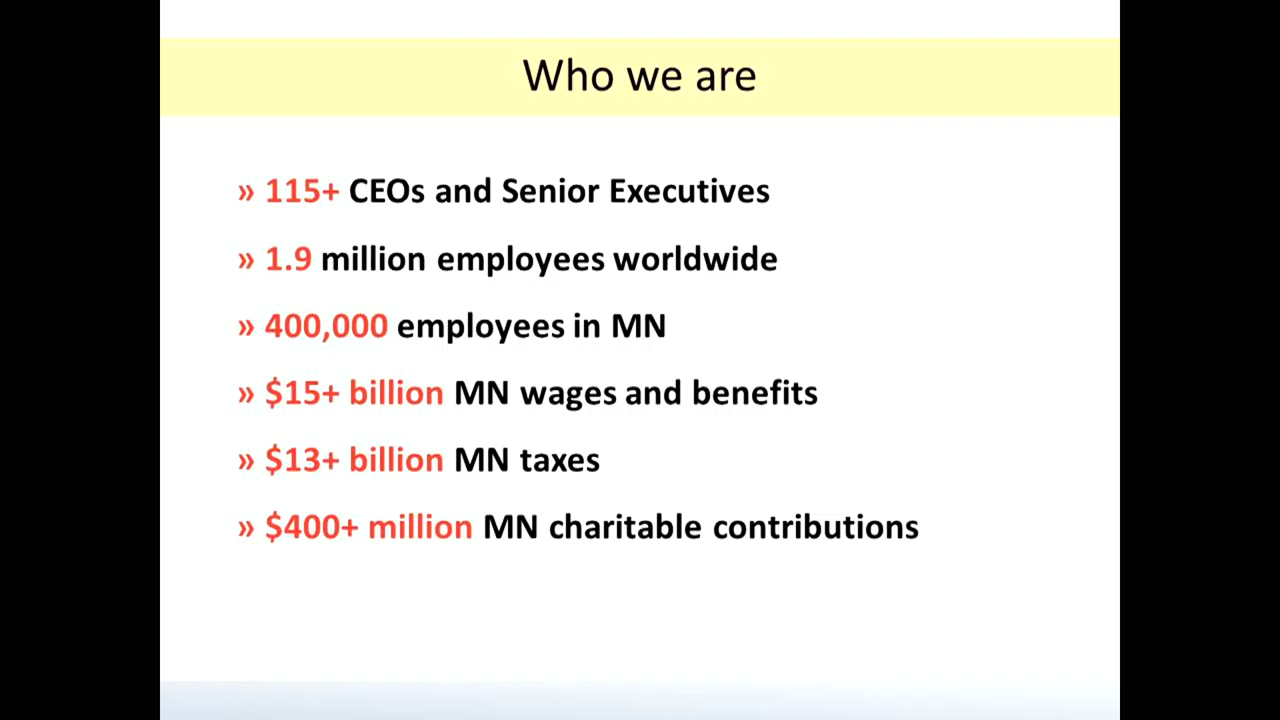 Who we are
» 115+ CEOs and Senior Executives
» 1.9 million employees worldwide
» 400,000 employees in MN
» $15+ billion MN wages and benefits
» $13+ billion MN taxes
» $400+ million MN charitable contributions